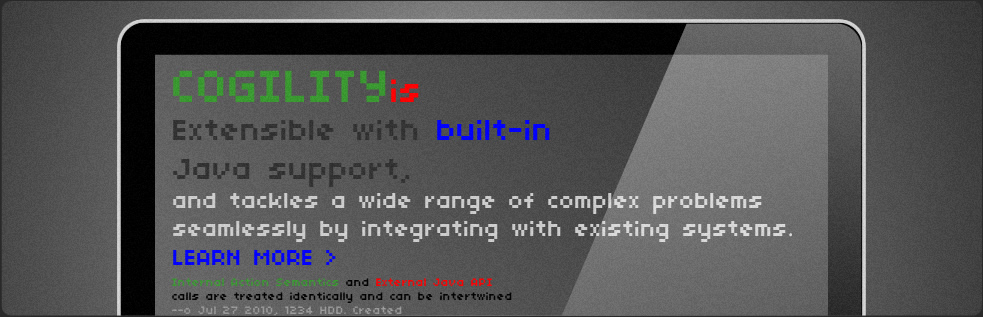 COGILITY is
Extensible with built-in
Java support,
and tackles a wide range of complex problems
seamlessly by integrating with existing systems.
LEARN MORE >
Internal Action Semantics and External Java API
calls are treated identically and can be intertwined
--o Jul 27 2010, 1234 HDD. Created